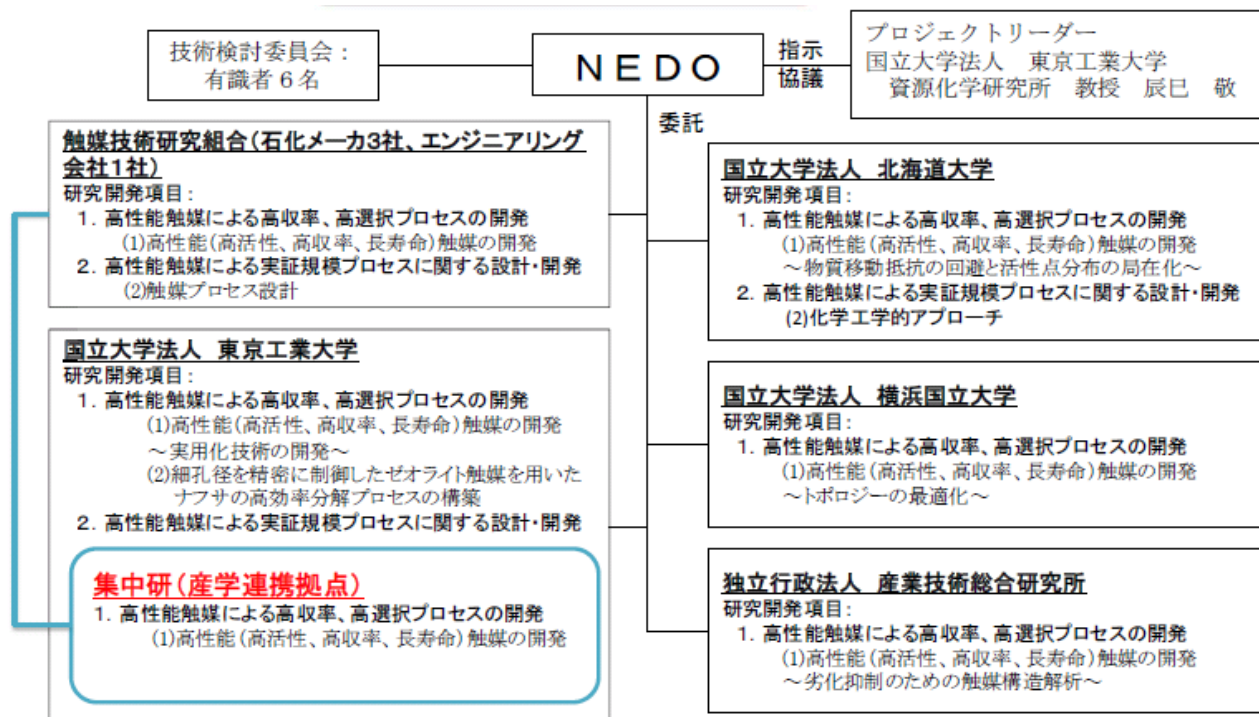 技術検討委員会：
有識者６名
ＮＥＤＯ
指示
協議
プロジェクトリーダー
国立大学法人　東京工業大学
資源化学研究所　教授　辰巳　敬
委託
触媒技術研究組合（石化メーカ3社、エンジニアリング
会社1社）
研究開発項目：
1．高性能触媒による高収率、高選択プロセスの開発
(1)高性能（高活性、高収率、長寿命）触媒の開発
2．高性能触媒による実証規模プロセスに関する設計・開発
(2)触媒プロセス設計
国立大学法人　東京工業大学
研究開発項目：
1．高性能触媒による高収率、高選択プロセスの開発
(1)高性能（高活性、高収率、長寿命）触媒の開発
～実用化技術の開発～
(2)細孔径を精密に制御したゼオライト触媒を用いた
ナフサの高効率分解プロセスの構築
2．高性能触媒による実証規模プロセスに関する設計・開発
集中研（産学連携拠点）
1．高性能触媒による高収率、高選択プロセスの開発
(1)高性能（高活性、高収率、長寿命）触媒の開発
国立大学法人　北海道大学
研究開発項目：
1．高性能触媒による高収率、高選択プロセスの開発
(1)高性能（高活性、高収率、長寿命）触媒の開発
～物質移動抵抗の回避と活性点分布の局在化～
2．高性能触媒による実証規模プロセスに関する設計・開発
(2)化学工学的アプローチ
国立大学法人　横浜国立大学
研究開発項目：
1．高性能触媒による高収率、高選択プロセスの開発
(1)高性能（高活性、高収率、長寿命）触媒の開発
～トポロジーの最適化～
独立行政法人　産業技術総合研究所
研究開発項目：
1．高性能触媒による高収率、高選択プロセスの開発
(1)高性能（高活性、高収率、長寿命）触媒の開発
～劣化抑制のための触媒構造解析～